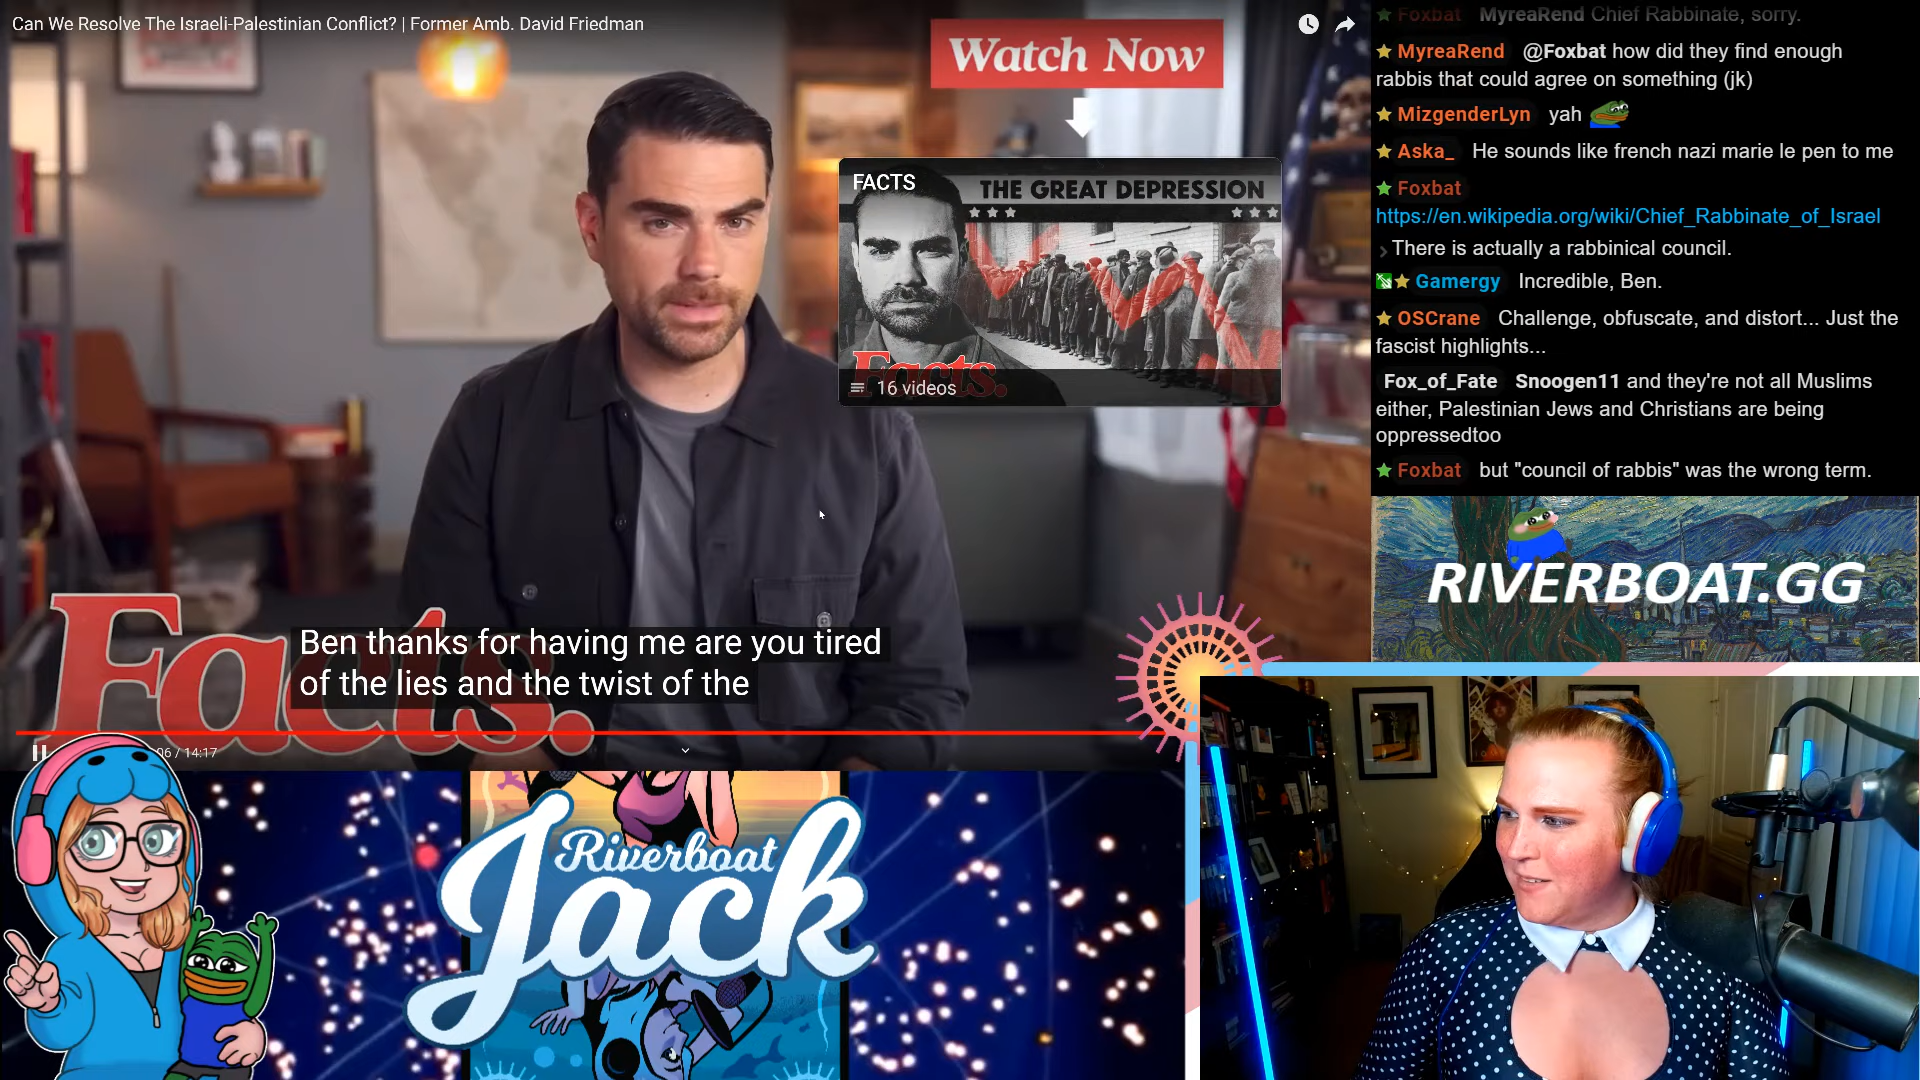 Can We Resolve The Israeli-Palestinian Conflict? | Former Amb. David Friedman
Watch Now
FACTS
THE GREAT DEPRESSION
Facts.
16 videos
Facts.
Ben thanks for having me are you tired
of the lies and the twist of the
06 / 14:17
Foxbat MyreaRend Chief Rabbinate, sorry.
MyreaRend @Foxbat how did they find enough
rabbis that could agree on something (jk)
MizgenderLyn yah
Aska_ He sounds like french nazi marie le pen to me
Foxbat
https://en.wikipedia.org/wiki/Chief_Rabbinate_of_Israel
There is actually a rabbinical council.
Gamergy Incredible, Ben.
OSCrane Challenge, obfuscate, and distort... Just the
fascist highlights...
Fox_of_Fate Snoogen11 and they're not all Muslims
either, Palestinian Jews and Christians are being
oppressedtoo
Foxbat but "council of rabbis" was the wrong term.
RIVERBOAT.GG
Riverboat
Jack